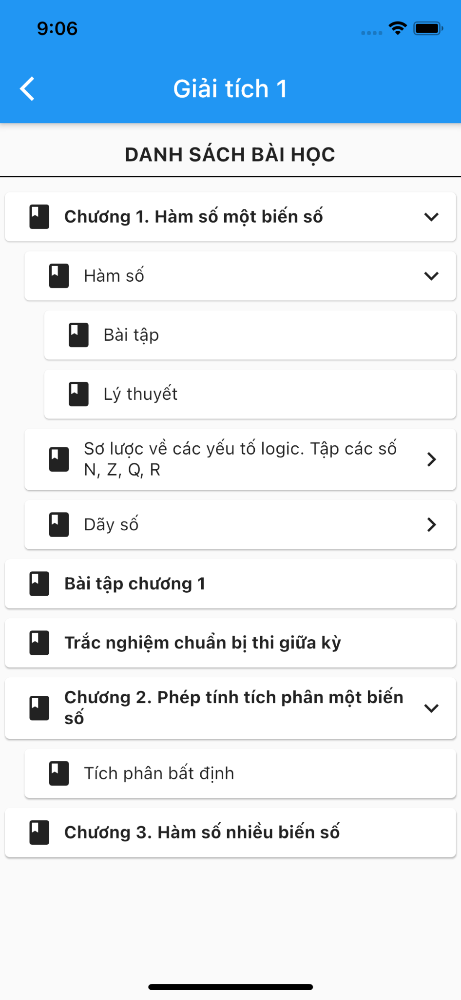 9:06
Giải tích 1
DANH SÁCH BÀI HỌC
Chương 1. Hàm số một biến số
Hàm số
Bài tập
Lý thuyết
Sơ lược về các yếu tố logic. Tập các số
N, Z, Q, R
Dãy số
Bài tập chương 1
Trắc nghiệm chuẩn bị thi giữa kỳ
Chương 2. Phép tính tích phân một biến
số
Tích phân bất định
Chương 3. Hàm số nhiều biến số